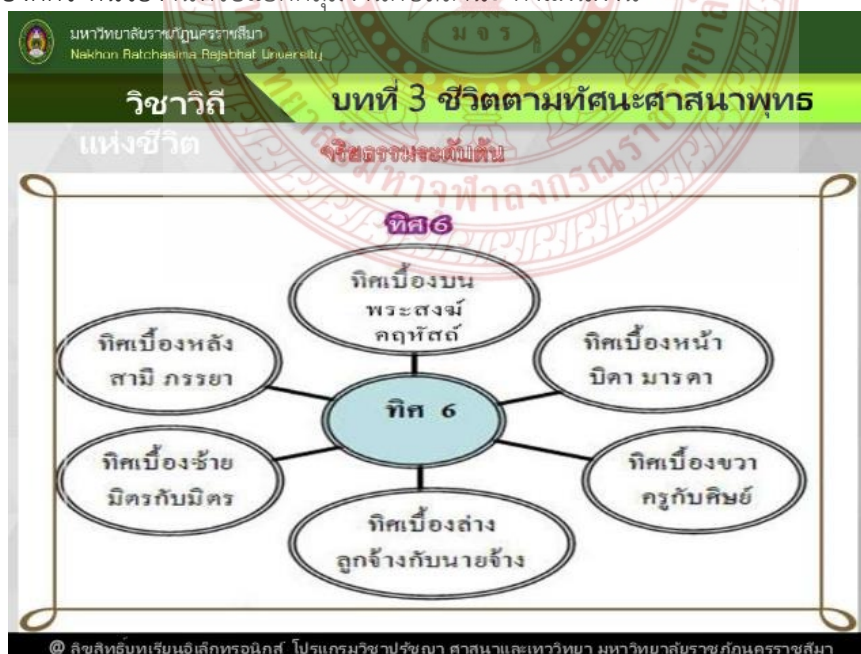 มหาวิทยาลัยราชภัฏนครราชสีมา
Nakhon Ratchasima Rajabhat University
ม จ ร
วิชาวิถี
แห่งชีวิต
บทที่ 3 ชีวิตตามทัศนะศาสนาพุทธ
จริยธรรมระดับต้น
ทิศ 6
ทิศเบื้องบน
พระสงฆ์
คฤหัสถ์
ทิศเบื้องหลัง
สามี ภรรยา
ทิศเบื้องหน้า
บิดา มารดา
ทิศ 6
ทิศเบื้องซ้าย
มิตรกับมิตร
ทิศเบื้องขวา
ครูกับศิษย์
ทิศเบื้องล่าง
ลูกจ้างกับนายจ้าง
@ ลิขสิทธิ์บทเรียนอิเล็กทรอนิกส์ โปรแกรมวิชาปรัชญา ศาสนาและเทววิทยา มหาวิทยาลัยราชภัฏนครราชสีมา